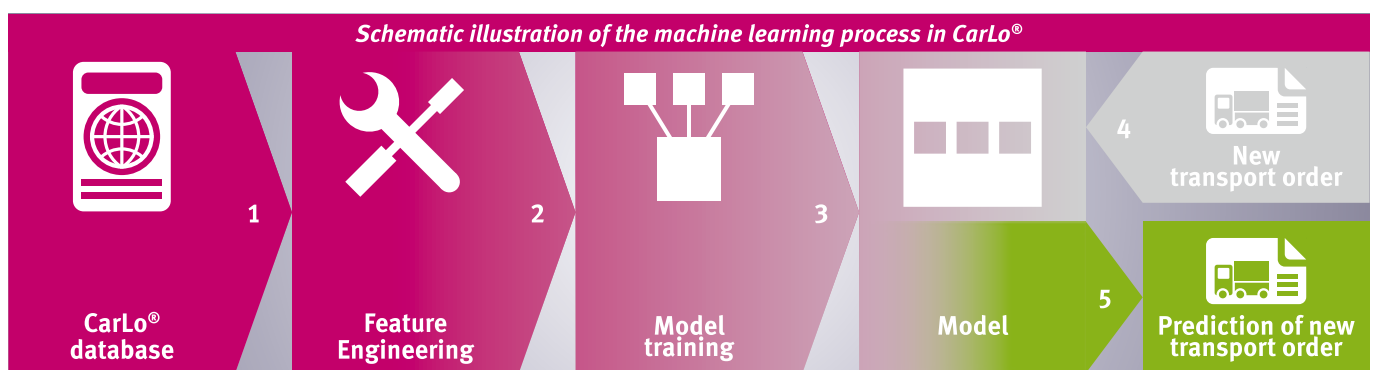 Schematic illustration of the machine learning process in CarLo®
1
CarLo®
database
2
Feature
Engineering
3
Model
training
Model
4
New
transport order
5
Prediction of new
transport order